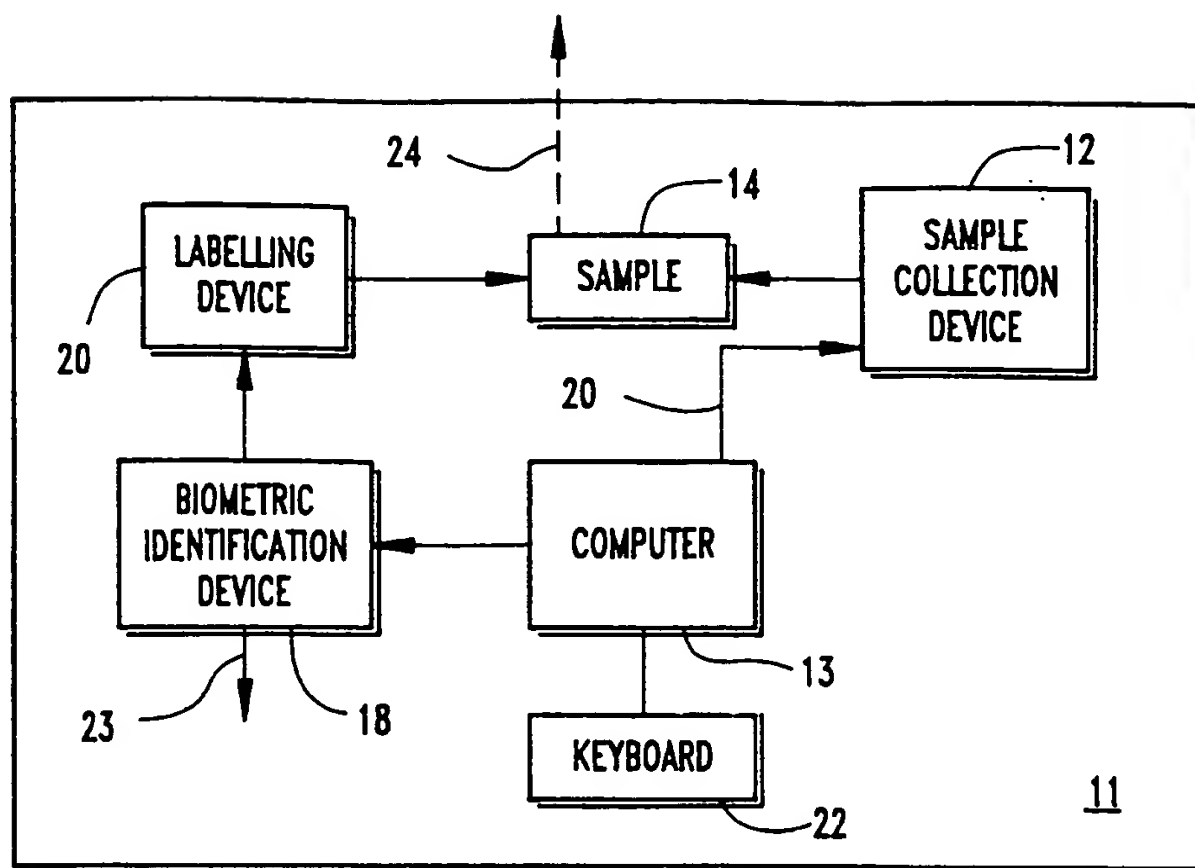 24
12
14
LABELLING
DEVICE
SAMPLE
SAMPLE
COLLECTION
DEVICE
20
20
BIOMETRIC
IDENTIFICATION
DEVICE
COMPUTER
23
18
13
KEYBOARD
22
11